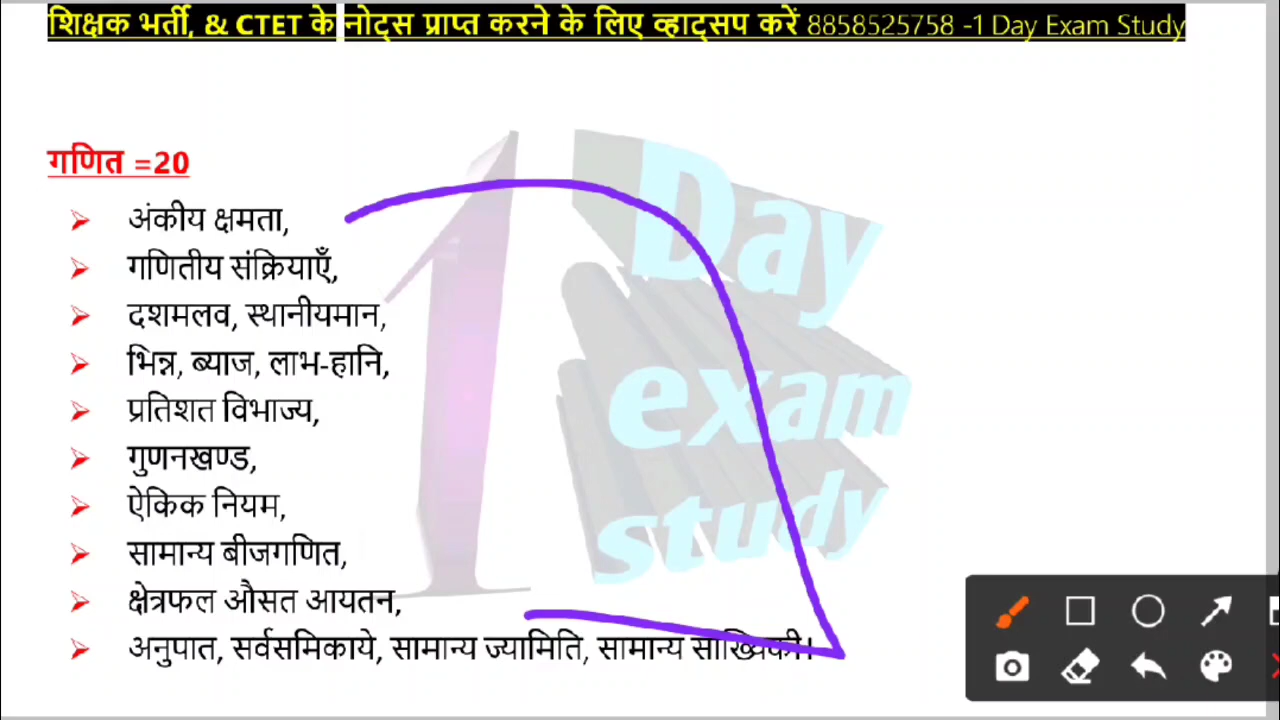 शिक्षक भर्ती, & CTET के नोट्स प्राप्त करने के लिए व्हाट्सप करें 8858525758 -1 Day Exam Study
गणित =20
अंकीय क्षमता,
गणितीय संक्रियाएँ,
दशमलव, स्थानीयमान,
भिन्न, ब्याज, लाभ-हानि,
प्रतिशत विभाज्य,
गुणनखण्ड,
ऐकिक नियम,
सामान्य बीजगणित,
क्षेत्रफल औसत आयतन,
अनुपात, सर्वसमिकाये, सामान्य ज्यामिति, सामान्य सांख्यिकी।
1 Day
exam
study